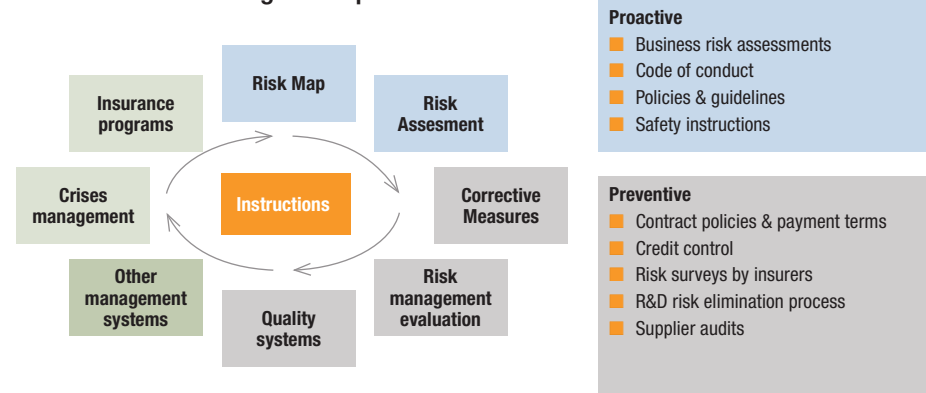 Risk Map
Risk
Assesment
Insurance
programs
Crises
management
Instructions
Corrective
Measures
Other
management
systems
Quality
systems
Risk
management
evaluation
Proactive
Business risk assessments
Code of conduct
Policies & guidelines
Safety instructions
Preventive
Contract policies & payment terms
Credit control
Risk surveys by insurers
R&D risk elimination process
Supplier audits